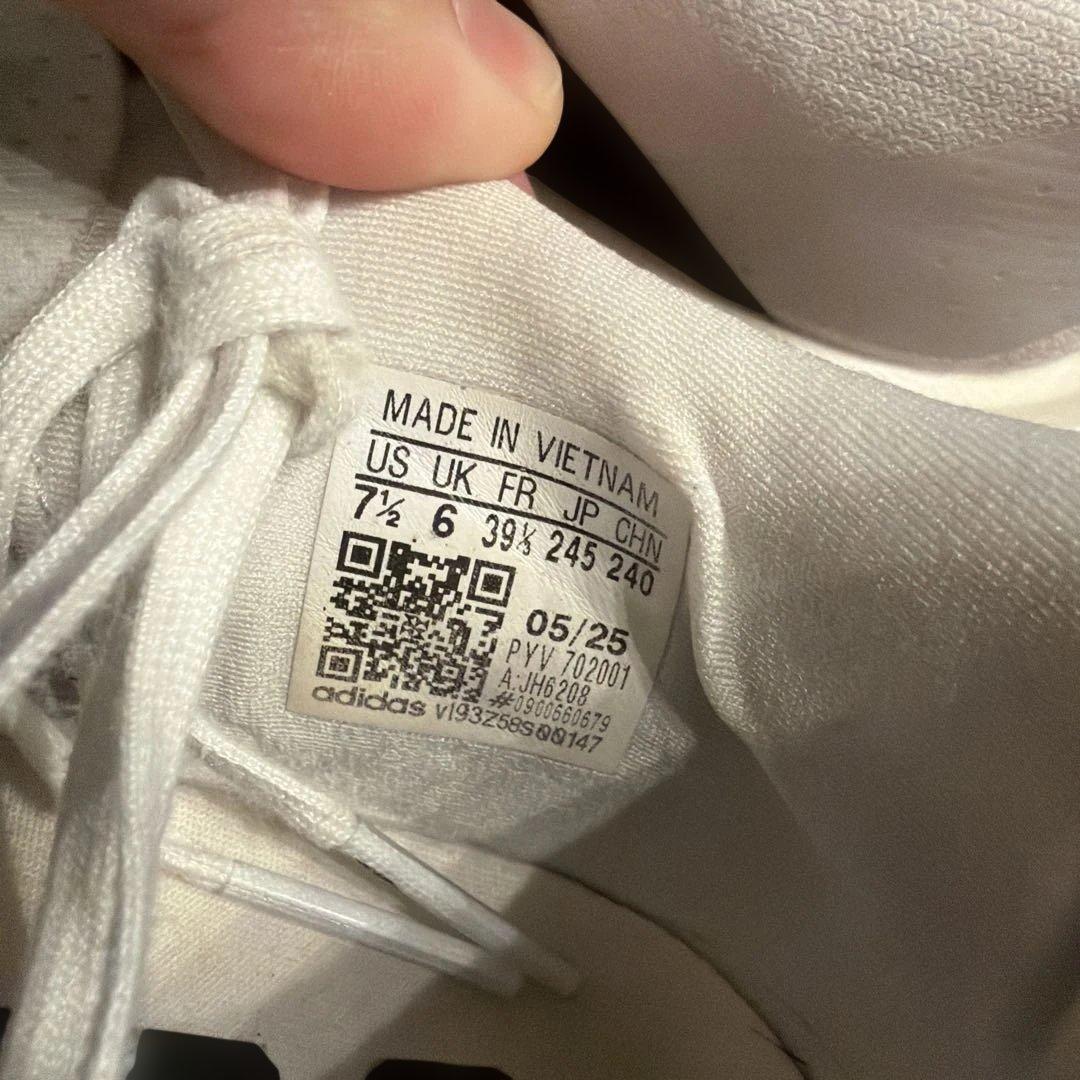 MADE IN VIETNAM
US UK FR JP CHN
7½ 6 39⅓ 245 240
05/25
PYV 702001
A:JH6208
#0900660679
adidas vl93Z58S00147